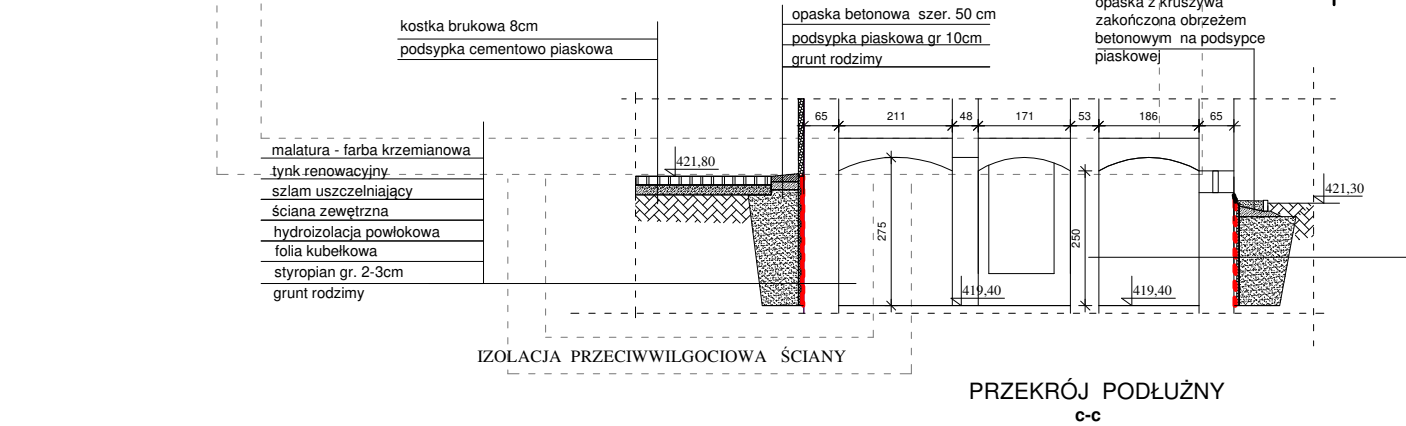 kostka brukowa 8cm
podsypka cementowo piaskowa
opaska betonowa szer. 50 cm
podsypka piaskowa gr 10cm
grunt rodzimy
opaska z kruszywa
zakończona obrzeżem
betonowym na podsypce
piaskowej
65 211 48 171 53 186 65
malatura - farba krzemianowa
tynk renowacyjny
szlam uszczelniający
ściana zewętrzna
hydroizolacja powłokowa
folia kubełkowa
styropian gr. 2-3cm
grunt rodzimy
421,80
421,30
275
250
419,40
419,40
IZOLACJA PRZECIWWILGOCIOWA ŚCIANY
PRZEKRÓJ PODŁUŻNY
c-c